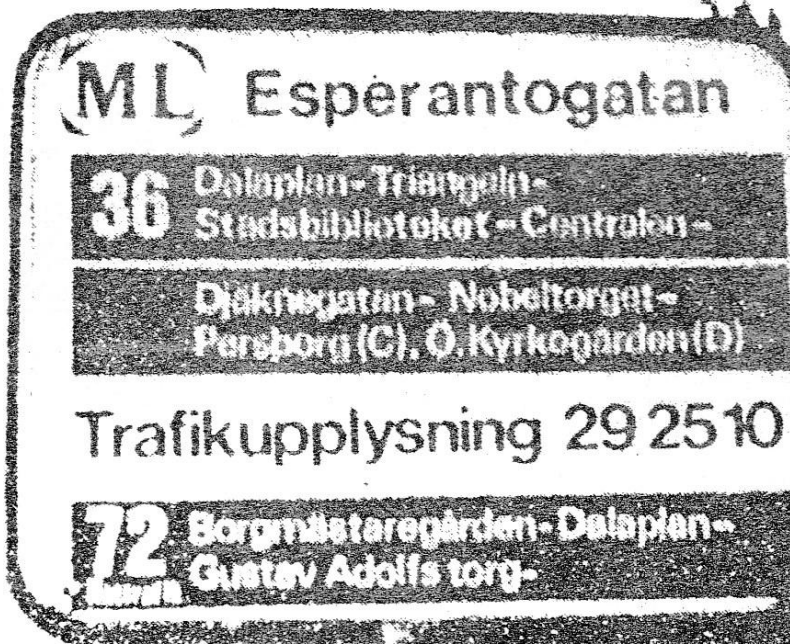 ML Esperantogatan
36 Dalaplan-Triangeln-
Stadsbiblioteket-Centralen-
Djäknegatan- Nobeltorget-
Persborg (C), Ö. Kyrkogården (D)
Trafikupplysning 29 25 10
72 Borgmästaregården-Dalaplan-
Gustav Adolfs torg-